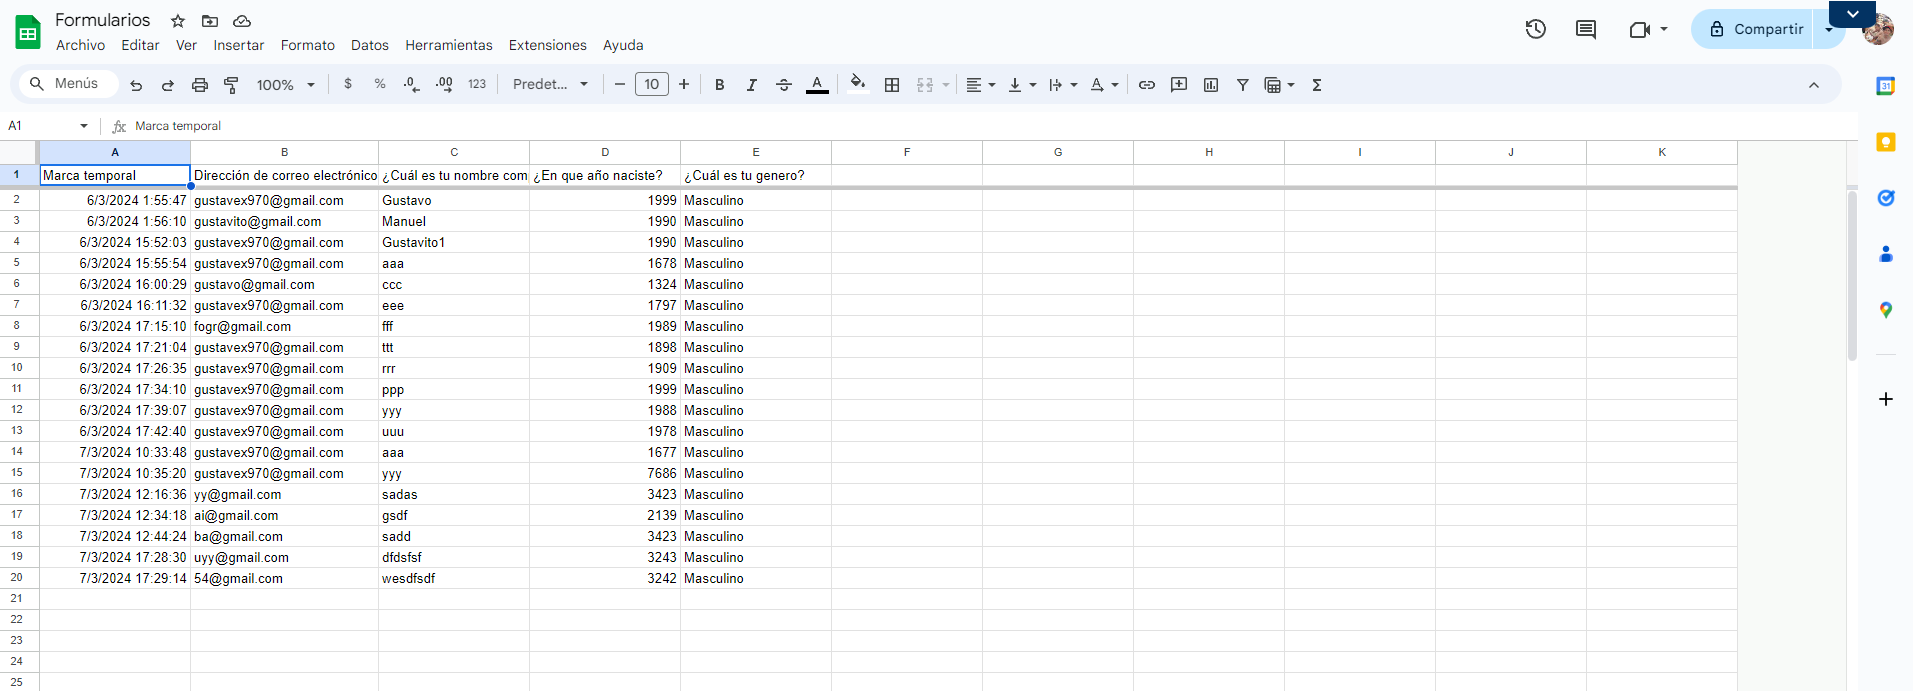 Formularios
Archivo Editar Ver Insertar Formato Datos Herramientas Extensiones Ayuda
Compartir
Menús 100% $ % .0 .00 123 Predet... 10 B I A A Σ
A1 fx Marca temporal
A B C D E F G H I J K
1 Marca temporal Dirección de correo electrónico ¿Cuál es tu nombre com ¿En que año naciste? ¿Cuál es tu genero?
2 6/3/2024 1:55:47 gustavex970@gmail.com Gustavo 1999 Masculino
3 6/3/2024 1:56:10 gustavito@gmail.com Manuel 1990 Masculino
4 6/3/2024 15:52:03 gustavex970@gmail.com Gustavito1 1990 Masculino
5 6/3/2024 15:55:54 gustavex970@gmail.com aaa 1678 Masculino
6 6/3/2024 16:00:29 gustavo@gmail.com ccc 1324 Masculino
7 6/3/2024 16:11:32 gustavex970@gmail.com eee 1797 Masculino
8 6/3/2024 17:15:10 fogr@gmail.com fff 1989 Masculino
9 6/3/2024 17:21:04 gustavex970@gmail.com ttt 1898 Masculino
10 6/3/2024 17:26:35 gustavex970@gmail.com rrr 1909 Masculino
11 6/3/2024 17:34:10 gustavex970@gmail.com ppp 1999 Masculino
12 6/3/2024 17:39:07 gustavex970@gmail.com yyy 1988 Masculino
13 6/3/2024 17:42:40 gustavex970@gmail.com uuu 1978 Masculino
14 7/3/2024 10:33:48 gustavex970@gmail.com aaa 1677 Masculino
15 7/3/2024 10:35:20 gustavex970@gmail.com yyy 7686 Masculino
16 7/3/2024 12:16:36 yy@gmail.com sadas 3423 Masculino
17 7/3/2024 12:34:18 ai@gmail.com gsdf 2139 Masculino
18 7/3/2024 12:44:24 ba@gmail.com sadd 3423 Masculino
19 7/3/2024 17:28:30 uyy@gmail.com dfdsfsf 3243 Masculino
20 7/3/2024 17:29:14 54@gmail.com wesdfsdf 3242 Masculino
21
22
23
24
25
31